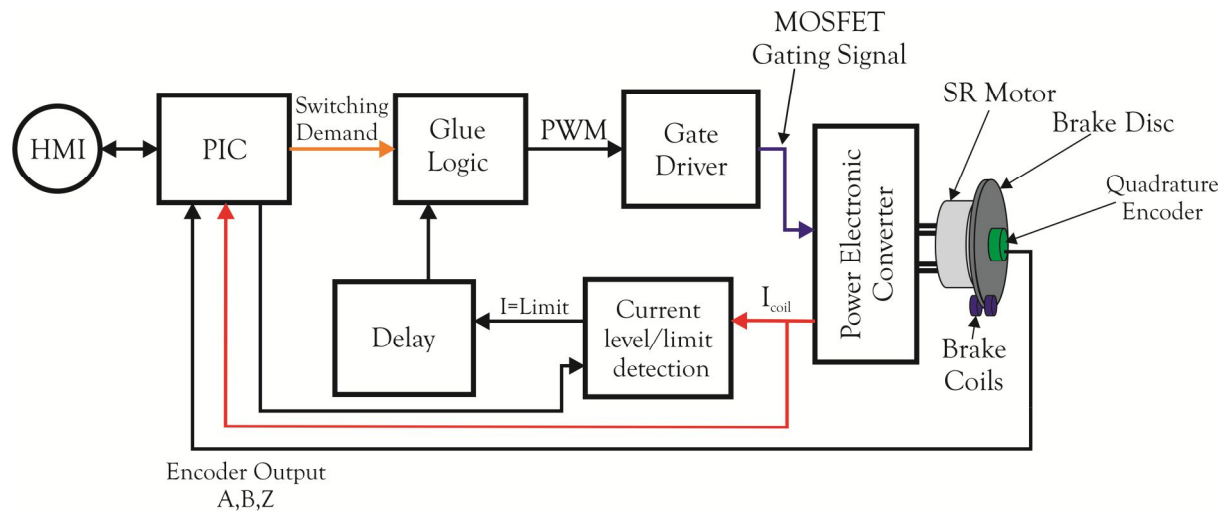 MOSFET
Gating Signal
SR Motor
Brake Disc
Quadrature
Encoder
HMI
PIC
Switching
Demand
Glue
Logic
PWM
Gate
Driver
Power Electronic
Converter
Delay
I=Limit
Current
level/limit
detection
Icoil
Brake
Coils
Encoder Output
A,B,Z